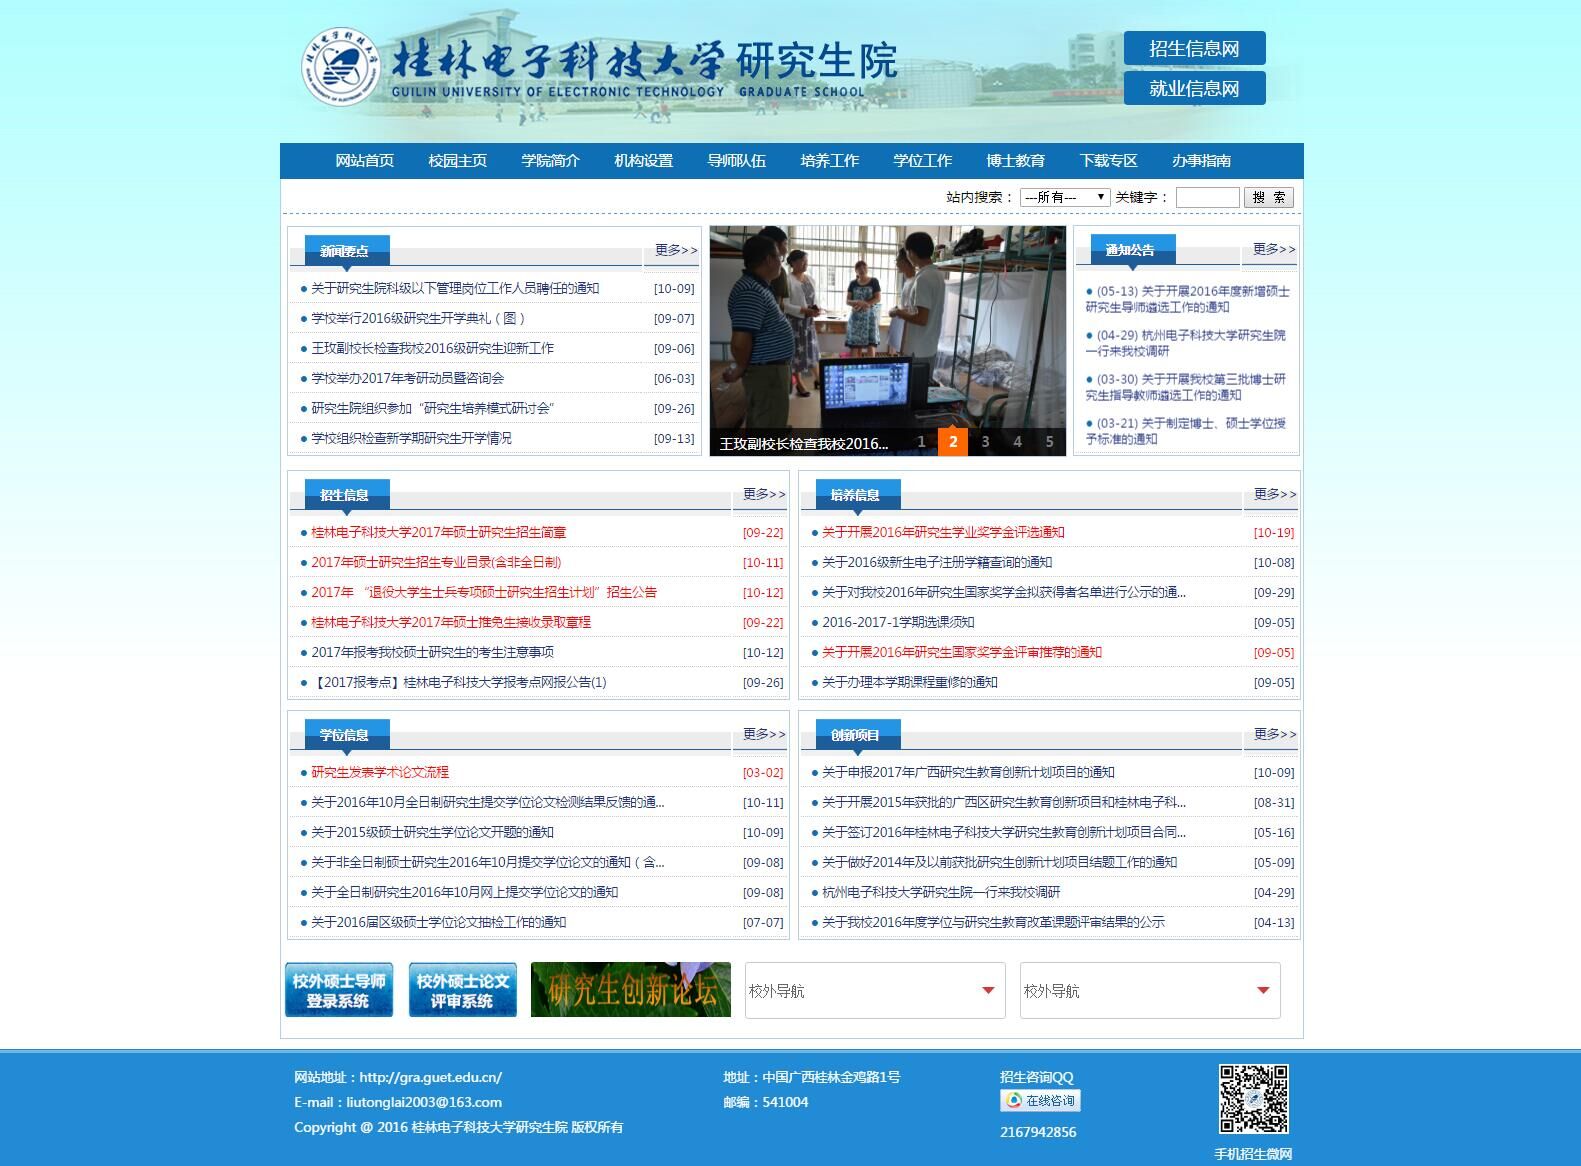 桂林电子科技大学 研究生院
GUILIN UNIVERSITY OF ELECTRONIC TECHNOLOGY GRADUATE SCHOOL
招生信息网
就业信息网
网站首页 校园主页 学院简介 机构设置 导师队伍 培养工作 学位工作 博士教育 下载专区 办事指南
站内搜索： ---所有--- 关键字： 搜 索
新闻要点 更多>>
关于研究生院科级以下管理岗位工作人员聘任的通知 [10-09]
学校举行2016级研究生开学典礼（图） [09-07]
王玫副校长检查我校2016级研究生迎新工作 [09-06]
学校举办2017年考研动员暨咨询会 [06-03]
研究生院组织参加“研究生培养模式研讨会” [09-26]
学校组织检查新学期研究生开学情况 [09-13]
王玫副校长检查我校2016... 1 2 3 4 5
通知公告 更多>>
(05-13) 关于开展2016年度新增硕士
研究生导师遴选工作的通知
(04-29) 杭州电子科技大学研究生院
一行来我校调研
(03-30) 关于开展我校第三批博士研
究生指导教师遴选工作的通知
(03-21) 关于制定博士、硕士学位授
予标准的通知
招生信息 更多>>
桂林电子科技大学2017年硕士研究生招生简章 [09-22]
2017年硕士研究生招生专业目录(含非全日制) [10-11]
2017年 “退役大学生士兵专项硕士研究生招生计划”招生公告 [10-12]
桂林电子科技大学2017年硕士推免生接收录取章程 [09-22]
2017年报考我校硕士研究生的考生注意事项 [10-12]
【2017报考点】桂林电子科技大学报考点网报公告(1) [09-26]
培养信息 更多>>
关于开展2016年研究生学业奖学金评选通知 [10-19]
关于2016级新生电子注册学籍查询的通知 [10-08]
关于对我校2016年研究生国家奖学金拟获得者名单进行公示的通... [09-29]
2016-2017-1学期选课须知 [09-05]
关于开展2016年研究生国家奖学金评审推荐的通知 [09-05]
关于办理本学期课程重修的通知 [09-05]
学位信息 更多>>
研究生发表学术论文流程 [03-02]
关于2016年10月全日制研究生提交学位论文检测结果反馈的通... [10-11]
关于2015级硕士研究生学位论文开题的通知 [10-09]
关于非全日制硕士研究生2016年10月提交学位论文的通知（含... [09-08]
关于全日制研究生2016年10月网上提交学位论文的通知 [09-08]
关于2016届区级硕士学位论文抽检工作的通知 [07-07]
创新项目 更多>>
关于申报2017年广西研究生教育创新计划项目的通知 [10-09]
关于开展2015年获批的广西区研究生教育创新项目和桂林电子科... [08-31]
关于签订2016年桂林电子科技大学研究生教育创新计划项目合同... [05-16]
关于做好2014年及以前获批研究生创新计划项目结题工作的通知 [05-09]
杭州电子科技大学研究生院一行来我校调研 [04-29]
关于我校2016年度学位与研究生教育改革课题评审结果的公示 [04-13]
校外硕士导师
登录系统
校外硕士论文
评审系统
研究生创新论坛
校外导航
校外导航
网站地址：http://gra.guet.edu.cn/
E-mail：liutonglai2003@163.com
Copyright @ 2016 桂林电子科技大学研究生院 版权所有
地址：中国广西桂林金鸡路1号
邮编：541004
招生咨询QQ
在线咨询
2167942856
手机招生微网